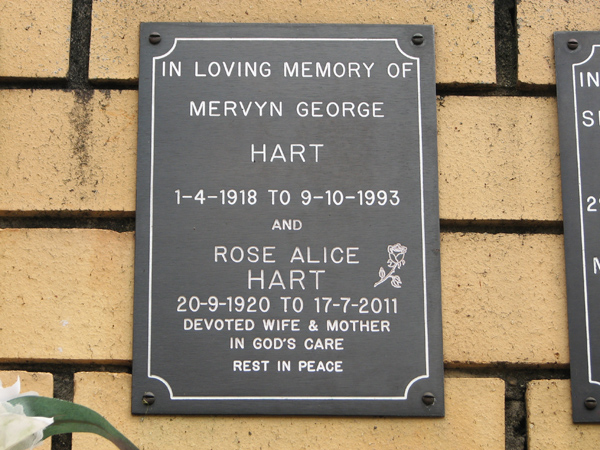 IN LOVING MEMORY OF
MERVYN GEORGE
HART
1-4-1918 TO 9-10-1993
AND
ROSE ALICE
HART
20-9-1920 TO 17-7-2011
DEVOTED WIFE & MOTHER
IN GOD'S CARE
REST IN PEACE
IN